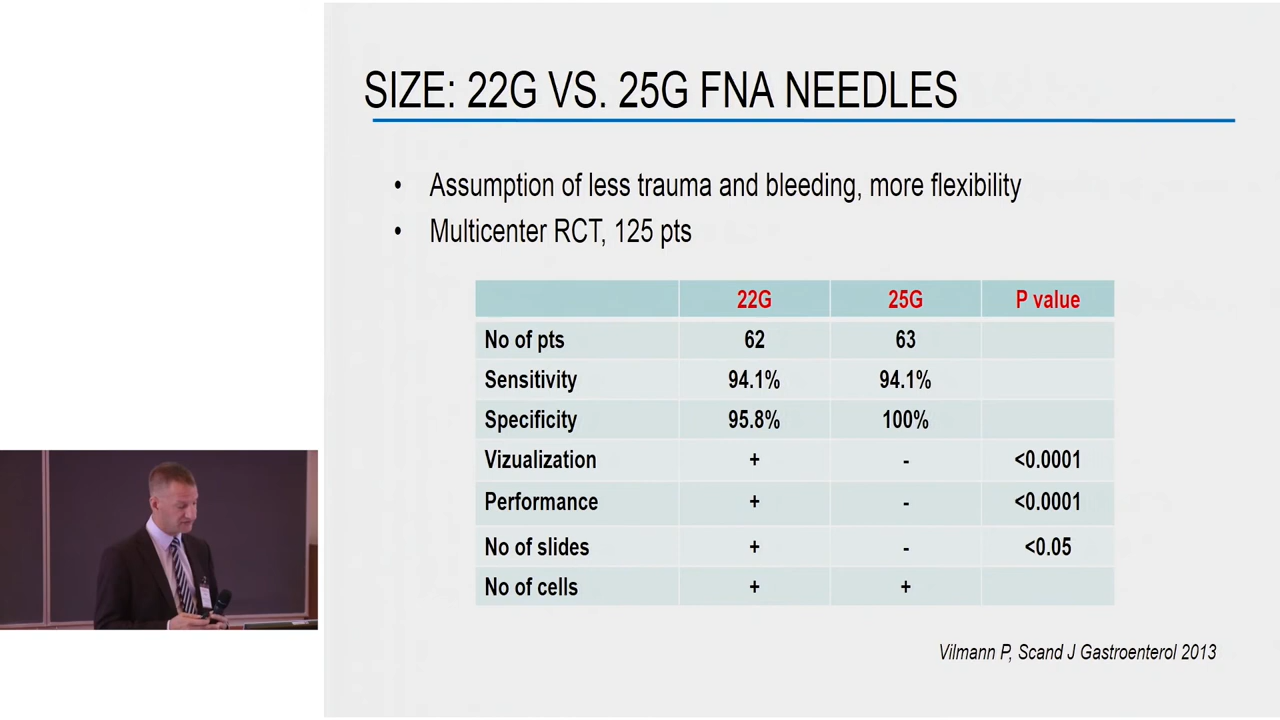 SIZE: 22G VS. 25G FNA NEEDLES
• Assumption of less trauma and bleeding, more flexibility
• Multicenter RCT, 125 pts
22G 25G P value
No of pts 62 63
Sensitivity 94.1% 94.1%
Specificity 95.8% 100%
Vizualization + - <0.0001
Performance + - <0.0001
No of slides + - <0.05
No of cells + +
Vilmann P, Scand J Gastroenterol 2013